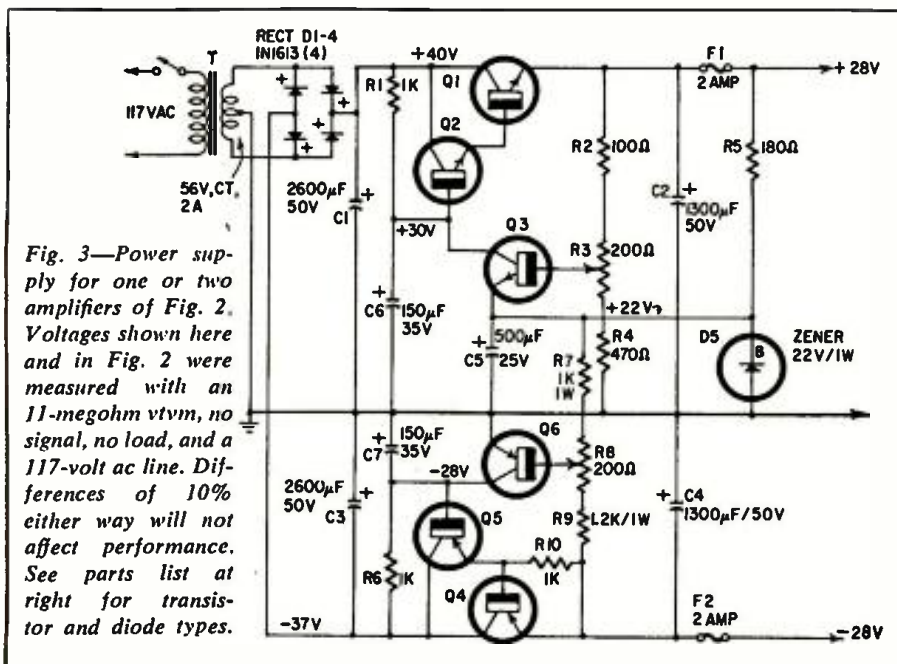 RECT D1-4
IN1613 (4)
T
117VAC
56V, CT,
2A
+
+
+
+
+40V
R1
1K
Q1
Q2
2600µF
50V
C1
+
+30V
Q3
R2
100Ω
R3
200Ω
F1
2 AMP
+28V
R5
180Ω
C2
+
1300µF
50V
+22V
C6
150µF
35V
+
500µF
C5
25V
+
R7
1K
1W
R4
470Ω
D5
B
ZENER
22V/1W
C7
150µF
35V
+
Q6
-28V
2600µF
50V
C3
+
Q5
R8
200Ω
R9
1.2K/1W
C4
+
1300µF/50V
R6
1K
R10
1K
Q4
-37V
F2
2 AMP
-28V
Fig. 3—Power sup-
ply for one or two
amplifiers of Fig. 2.
Voltages shown here
and in Fig. 2 were
measured with an
11-megohm vtvm, no
signal, no load, and a
117-volt ac line. Dif-
ferences of 10%
either way will not
affect performance.
See parts list at
right for transis-
tor and diode types.